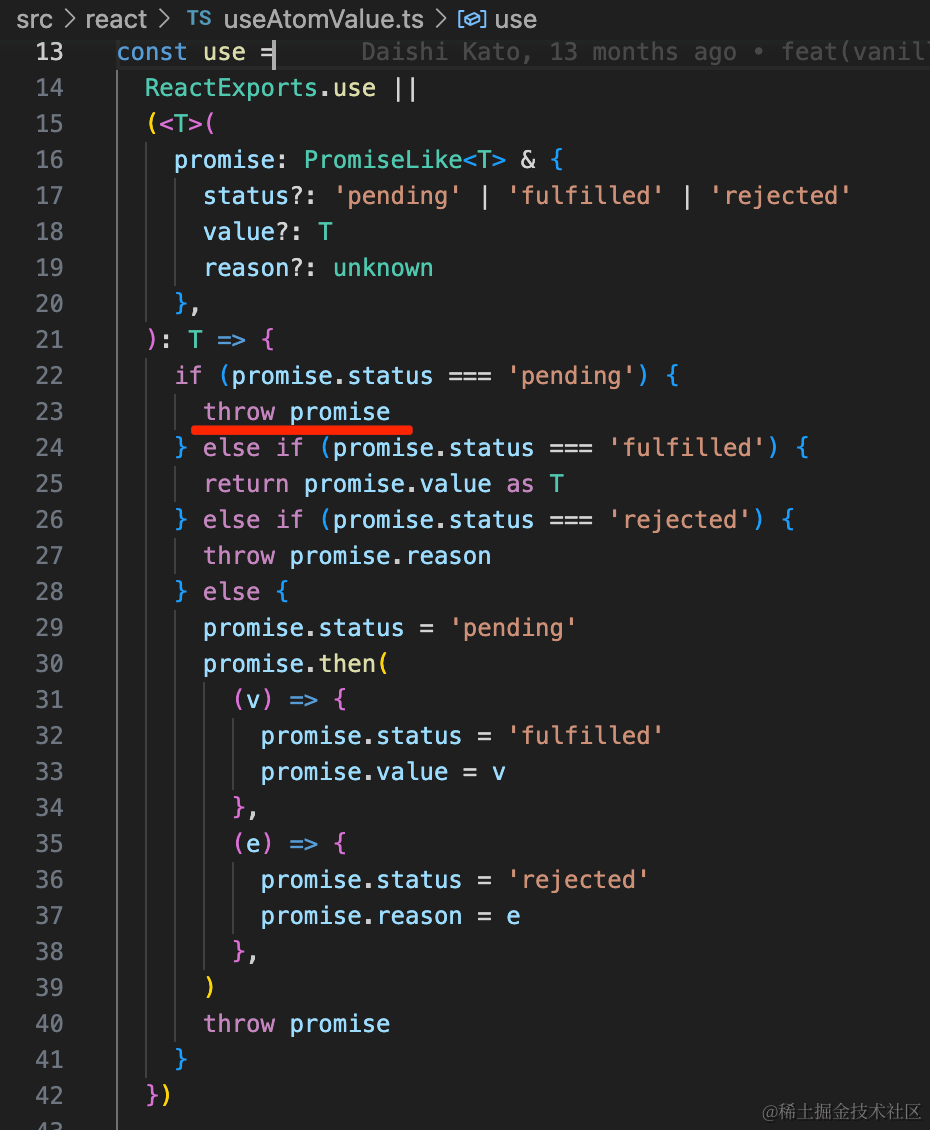 src > react > TS useAtomValue.ts > use
13 const use = Daishi Kato, 13 months ago • feat(vanil
14 ReactExports.use ||
15 (<T>(
16 promise: PromiseLike<T> & {
17 status?: 'pending' | 'fulfilled' | 'rejected'
18 value?: T
19 reason?: unknown
20 },
21 ): T => {
22 if (promise.status === 'pending') {
23 throw promise
24 } else if (promise.status === 'fulfilled') {
25 return promise.value as T
26 } else if (promise.status === 'rejected') {
27 throw promise.reason
28 } else {
29 promise.status = 'pending'
30 promise.then(
31 (v) => {
32 promise.status = 'fulfilled'
33 promise.value = v
34 },
35 (e) => {
36 promise.status = 'rejected'
37 promise.reason = e
38 },
39 )
40 throw promise
41 }
42 })
43
@稀土掘金技术社区